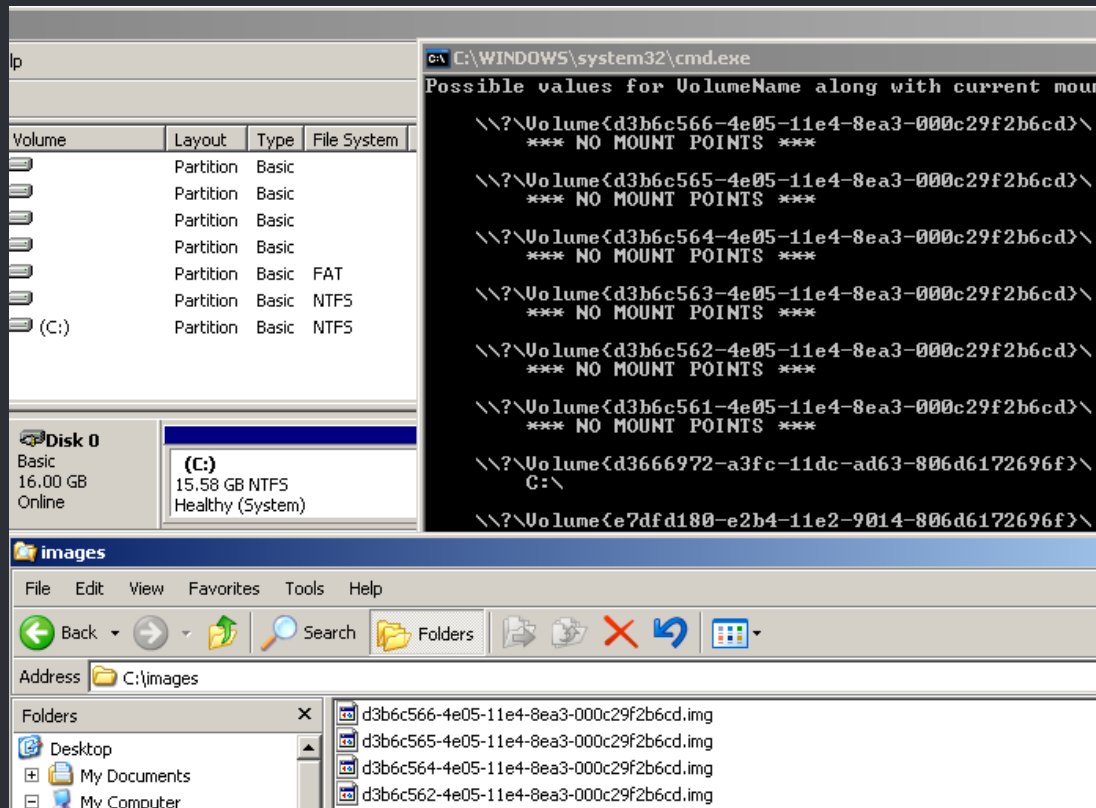 lp
C:\WINDOWS\system32\cmd.exe
Possible values for VolumeName along with current
\\?\Volume{d3b6c566-4e05-11e4-8ea3-000c29f2b6cd}\
*** NO MOUNT POINTS ***
\\?\Volume{d3b6c565-4e05-11e4-8ea3-000c29f2b6cd}\
*** NO MOUNT POINTS ***
\\?\Volume{d3b6c564-4e05-11e4-8ea3-000c29f2b6cd}\
*** NO MOUNT POINTS ***
\\?\Volume{d3b6c563-4e05-11e4-8ea3-000c29f2b6cd}\
*** NO MOUNT POINTS ***
\\?\Volume{d3b6c562-4e05-11e4-8ea3-000c29f2b6cd}\
*** NO MOUNT POINTS ***
\\?\Volume{d3b6c561-4e05-11e4-8ea3-000c29f2b6cd}\
*** NO MOUNT POINTS ***
\\?\Volume{d3666972-a3fc-11dc-ad63-806d6172696f}\
C:\
\\?\Volume{e7dfd180-e2b4-11e2-9014-806d6172696f}\
Volume Layout Type File System
Partition Basic
Partition Basic
Partition Basic
Partition Basic
Partition Basic FAT
Partition Basic NTFS
(C:) Partition Basic NTFS
Disk 0
Basic
16.00 GB
Online
(C:)
15.58 GB NTFS
Healthy (System)
images
File Edit View Favorites Tools Help
Back Search Folders
Address C:\images
Folders
Desktop
My Documents
My Computer
d3b6c566-4e05-11e4-8ea3-000c29f2b6cd.img
d3b6c565-4e05-11e4-8ea3-000c29f2b6cd.img
d3b6c564-4e05-11e4-8ea3-000c29f2b6cd.img
d3b6c562-4e05-11e4-8ea3-000c29f2b6cd.img